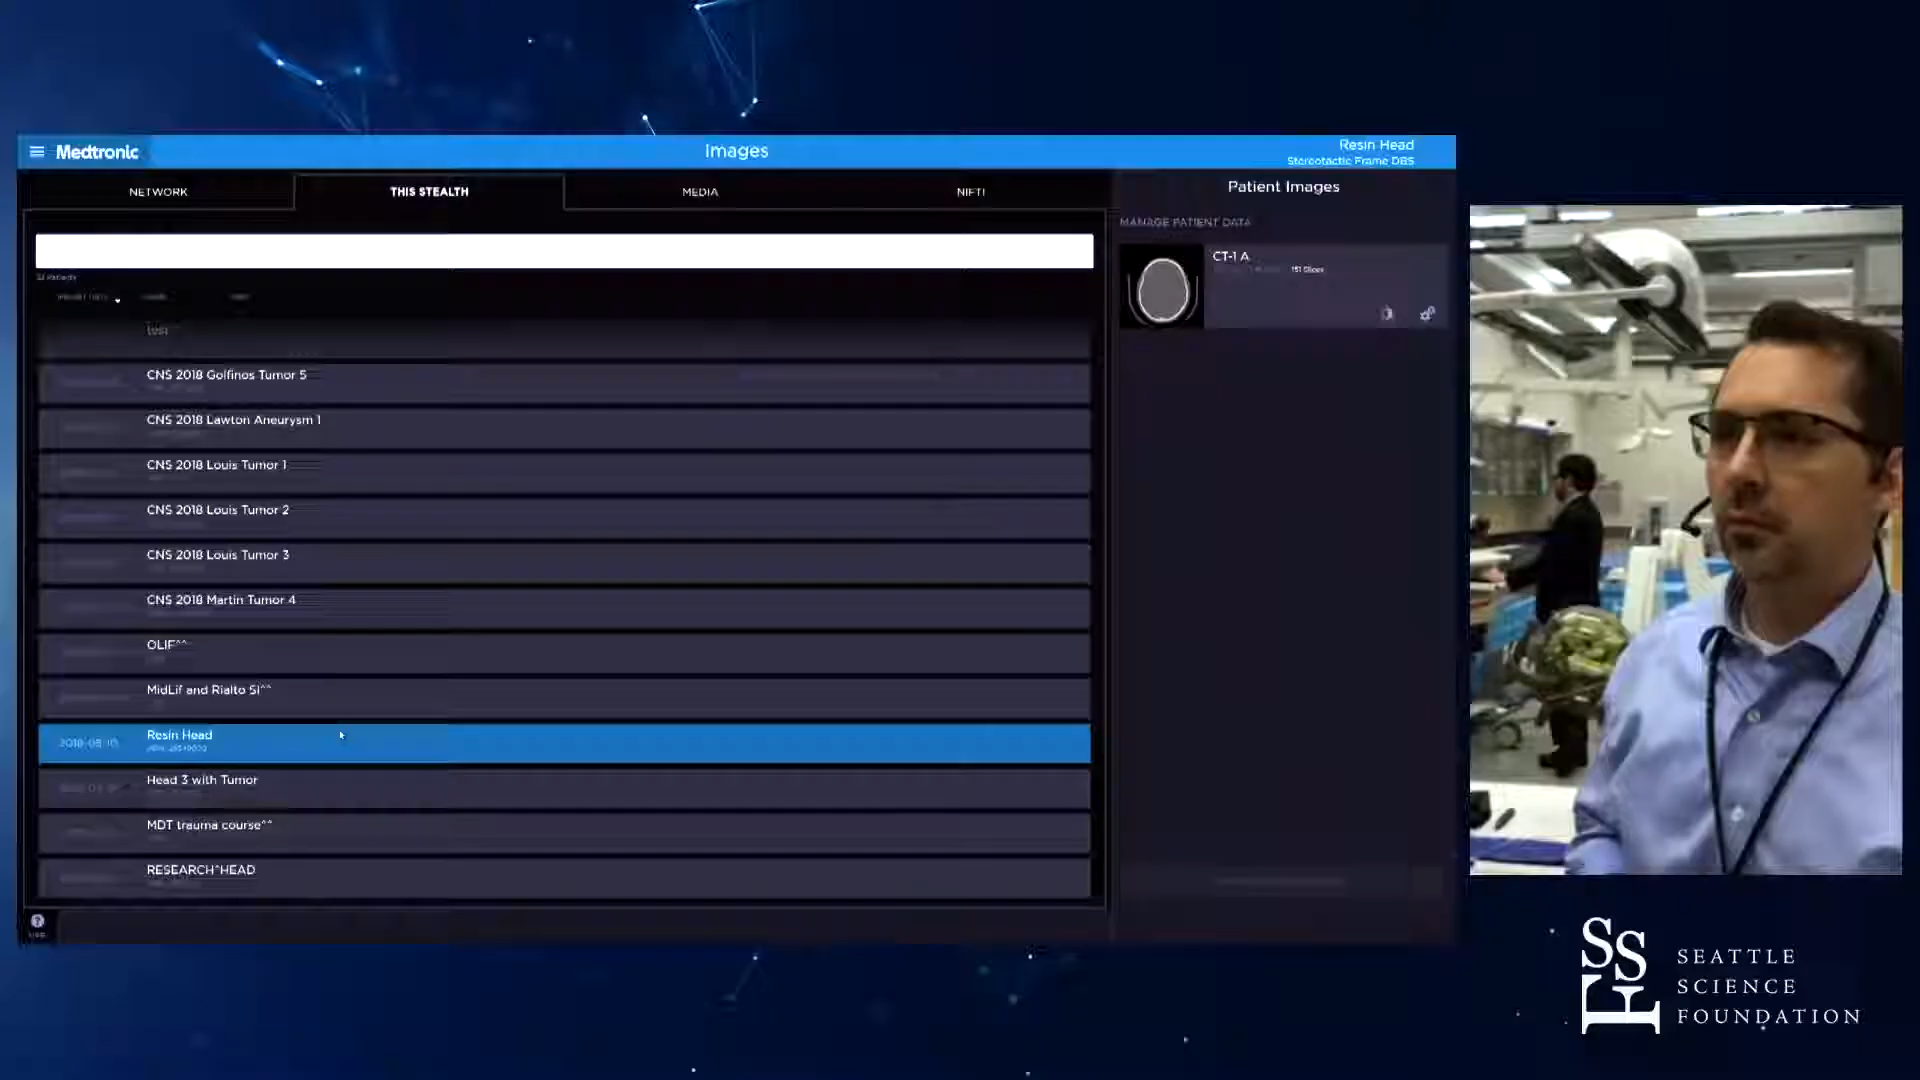 Medtronic
Images
Resin Head
Stereotactic Frame DBS
NETWORK
THIS STEALTH
MEDIA
NIFTI
Patient Images
MANAGE PATIENT DATA
CT-1 A
151 Slices
test^^
CNS 2018 Golfinos Tumor 5
CNS 2018 Lawton Aneurysm 1
CNS 2018 Louis Tumor 1
CNS 2018 Louis Tumor 2
CNS 2018 Louis Tumor 3
CNS 2018 Martin Tumor 4
OLIF^^
MidLif and Rialto SI^^
Resin Head
Head 3 with Tumor
MDT trauma course^^
RESEARCH^HEAD
?
SSF
SEATTLE
SCIENCE
FOUNDATION